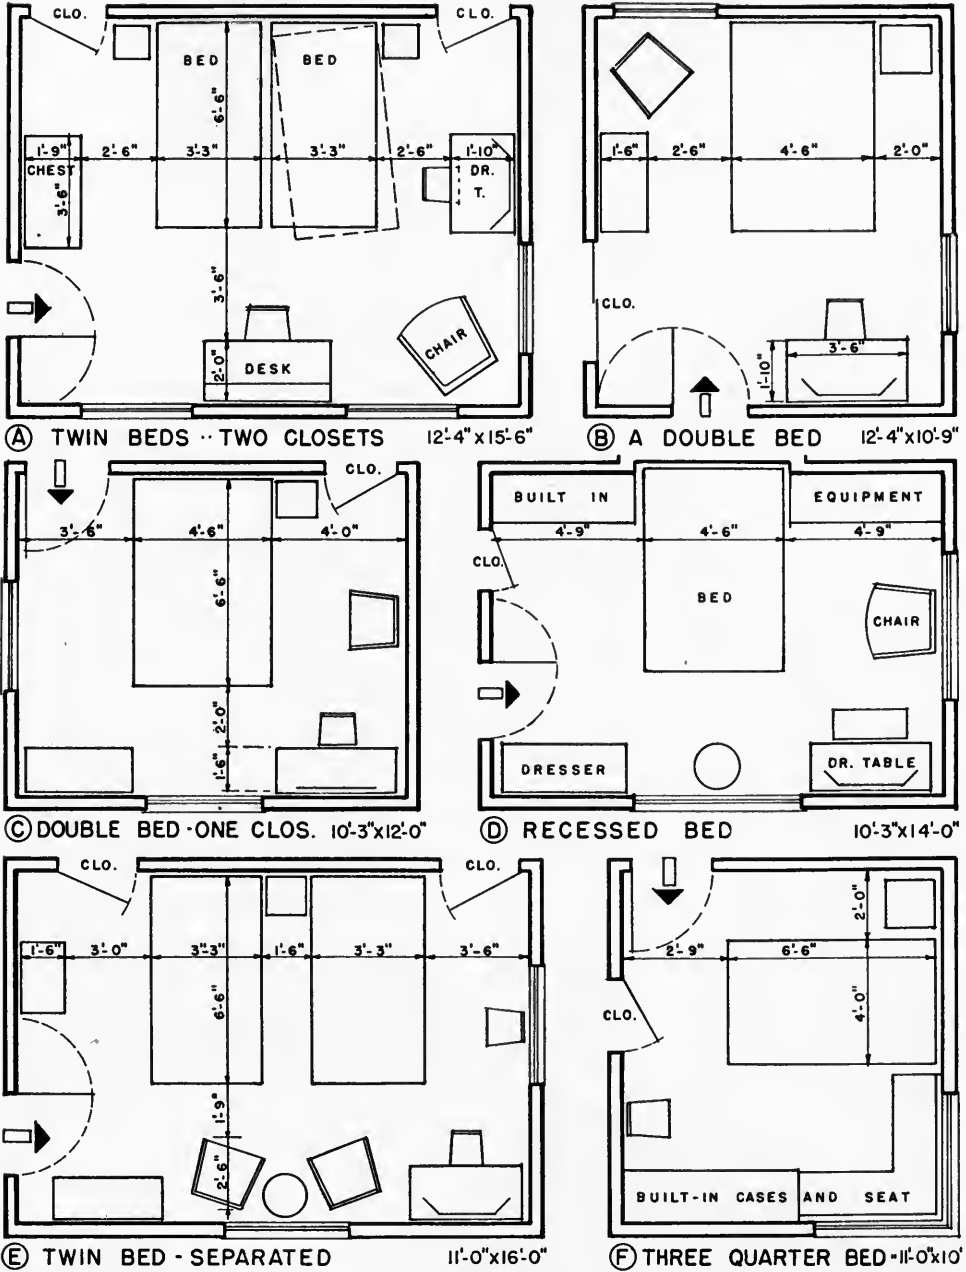 CLO.
CLO.
BED
BED
6'-6"
1'-9"
2'-6"
3'-3"
3'-3"
2'-6"
1'-10"
CHEST
3'-6"
DR.
T.
3'-6"
CHAIR
2'-0"
DESK
Ⓐ TWIN BEDS ·· TWO CLOSETS 12'-4"x15'-6"
1'-6"
2'-6"
4'-6"
2'-0"
CLO.
3'-6"
1'-10"
Ⓑ A DOUBLE BED 12'-4"x10'-9"
CLO.
3'-6"
4'-6"
4'-0"
6'-6"
2'-0"
1'-6"
Ⓒ DOUBLE BED - ONE CLOS. 10'-3"x12'-0"
BUILT IN
EQUIPMENT
4'-9"
4'-6"
4'-9"
CLO.
BED
CHAIR
DRESSER
DR. TABLE
Ⓓ RECESSED BED 10'-3"x14'-0"
CLO.
CLO.
1'-6"
3'-0"
3"-3"
1'-6"
3'-3"
3'-6"
6'-6"
1'-9"
2'-6"
Ⓔ TWIN BED - SEPARATED 11'-0"x16'-0"
2'-0"
2'-9"
6'-6"
4'-0"
CLO.
BUILT-IN CASES AND SEAT
Ⓕ THREE QUARTER BED - 11'-0"x10'